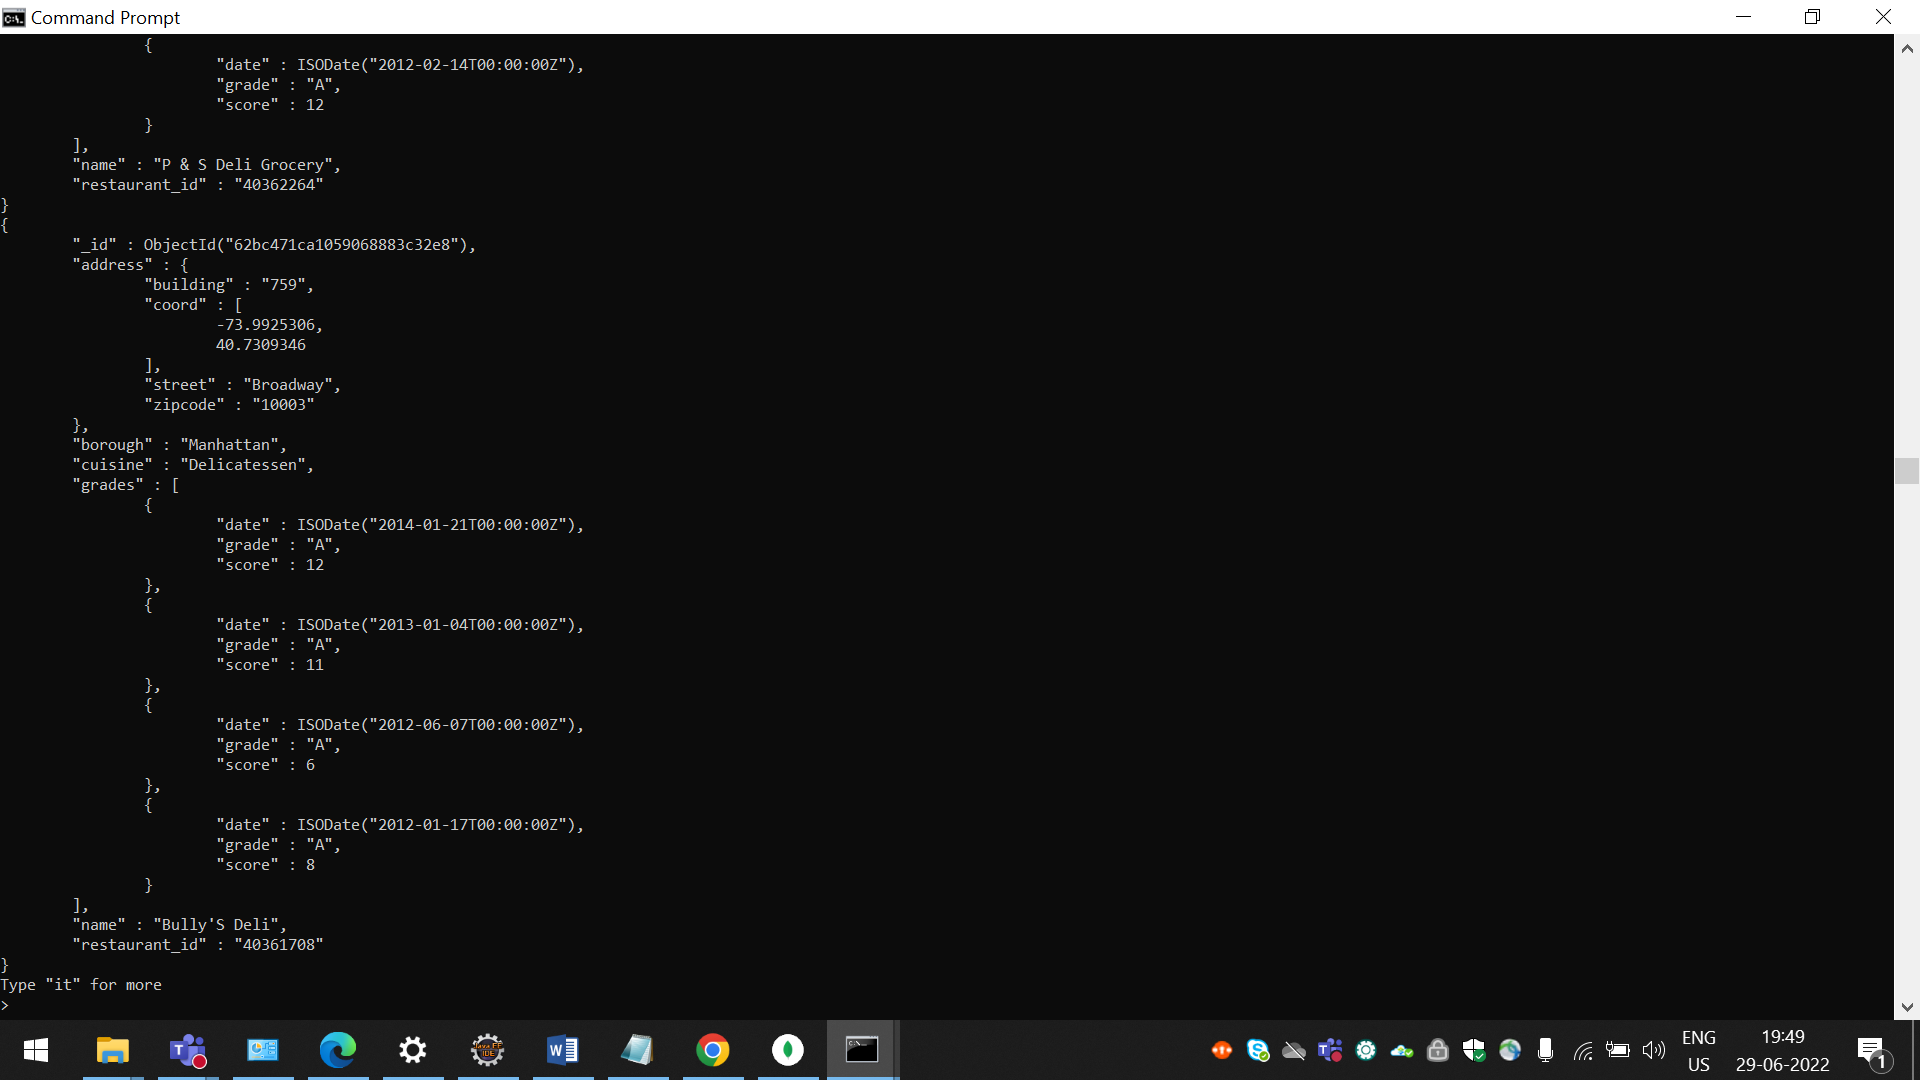 Command Prompt
{
"date" : ISODate("2012-02-14T00:00:00Z"),
"grade" : "A",
"score" : 12
}
],
"name" : "P & S Deli Grocery",
"restaurant_id" : "40362264"
}
{
"_id" : ObjectId("62bc471ca1059068883c32e8"),
"address" : {
"building" : "759",
"coord" : [
-73.9925306,
40.7309346
],
"street" : "Broadway",
"zipcode" : "10003"
},
"borough" : "Manhattan",
"cuisine" : "Delicatessen",
"grades" : [
{
"date" : ISODate("2014-01-21T00:00:00Z"),
"grade" : "A",
"score" : 12
},
{
"date" : ISODate("2013-01-04T00:00:00Z"),
"grade" : "A",
"score" : 11
},
{
"date" : ISODate("2012-06-07T00:00:00Z"),
"grade" : "A",
"score" : 6
},
{
"date" : ISODate("2012-01-17T00:00:00Z"),
"grade" : "A",
"score" : 8
}
],
"name" : "Bully'S Deli",
"restaurant_id" : "40361708"
}
Type "it" for more
>
ENG
US
19:49
29-06-2022
1